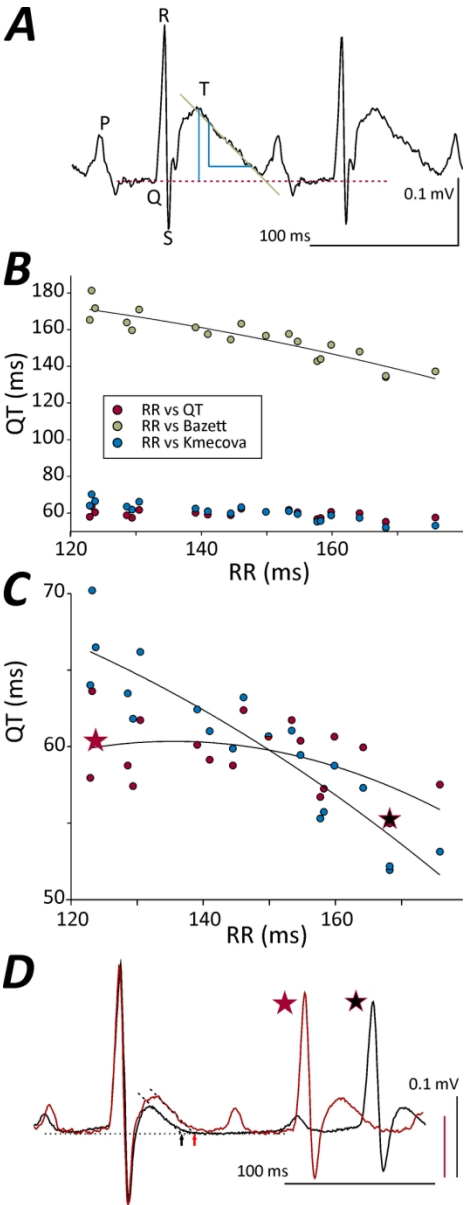 A
R
T
P
Q
S
0.1 mV
100 ms
B
180
160
140
120
100
80
60
QT (ms)
RR vs QT
RR vs Bazett
RR vs Kmecova
120
140
160
RR (ms)
C
70
60
50
QT (ms)
120
140
160
RR (ms)
D
0.1 mV
100 ms